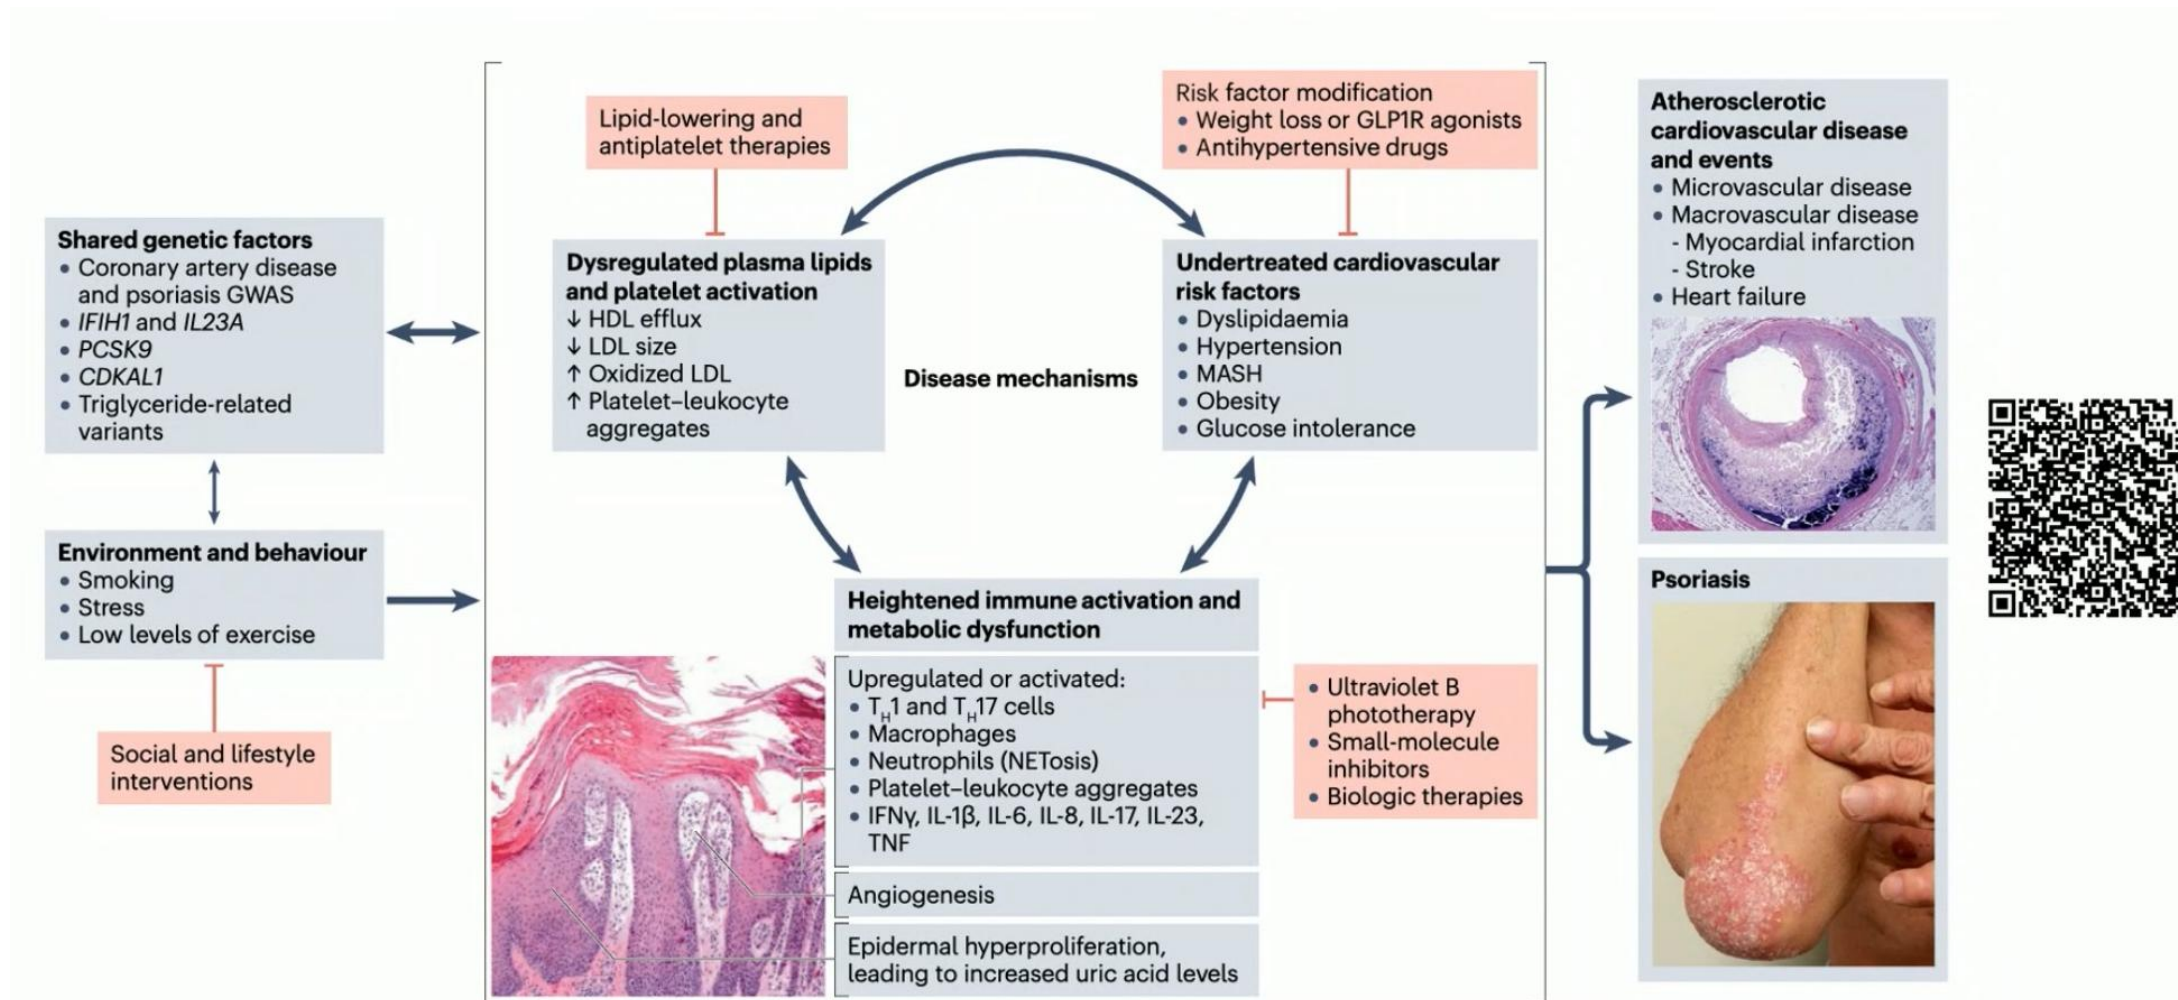 Shared genetic factors
• Coronary artery disease
and psoriasis GWAS
• IFIH1 and IL23A
• PCSK9
• CDKAL1
• Triglyceride-related
variants
Environment and behaviour
• Smoking
• Stress
• Low levels of exercise
Social and lifestyle
interventions
Lipid-lowering and
antiplatelet therapies
Risk factor modification
• Weight loss or GLP1R agonists
• Antihypertensive drugs
Dysregulated plasma lipids
and platelet activation
↓ HDL efflux
↓ LDL size
↑ Oxidized LDL
↑ Platelet–leukocyte
aggregates
Disease mechanisms
Undertreated cardiovascular
risk factors
• Dyslipidaemia
• Hypertension
• MASH
• Obesity
• Glucose intolerance
Heightened immune activation and
metabolic dysfunction
Upregulated or activated:
• TH1 and TH17 cells
• Macrophages
• Neutrophils (NETosis)
• Platelet–leukocyte aggregates
• IFNγ, IL-1β, IL-6, IL-8, IL-17, IL-23,
TNF
Angiogenesis
Epidermal hyperproliferation,
leading to increased uric acid levels
• Ultraviolet B
phototherapy
• Small-molecule
inhibitors
• Biologic therapies
Atherosclerotic
cardiovascular disease
and events
• Microvascular disease
• Macrovascular disease
- Myocardial infarction
- Stroke
• Heart failure
Psoriasis